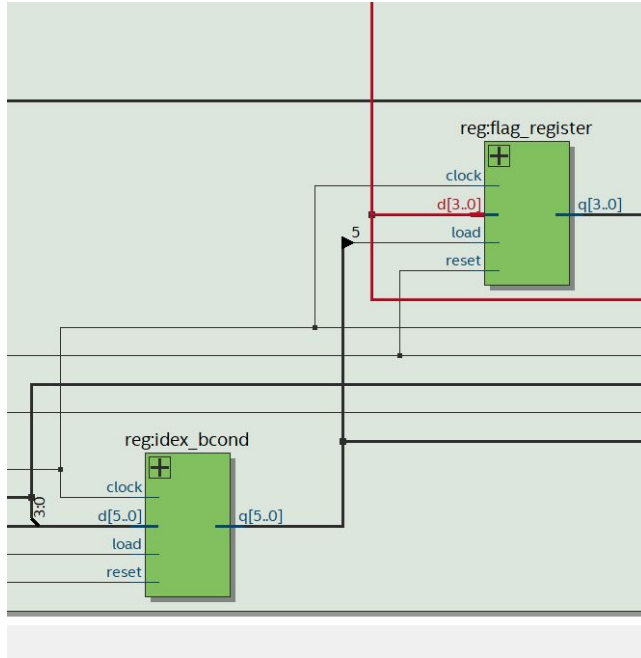 reg:flag_register
clock
d[3..0]
q[3..0]
5
load
reset
reg:idex_bcond
clock
3:0
d[5..0]
q[5..0]
load
reset